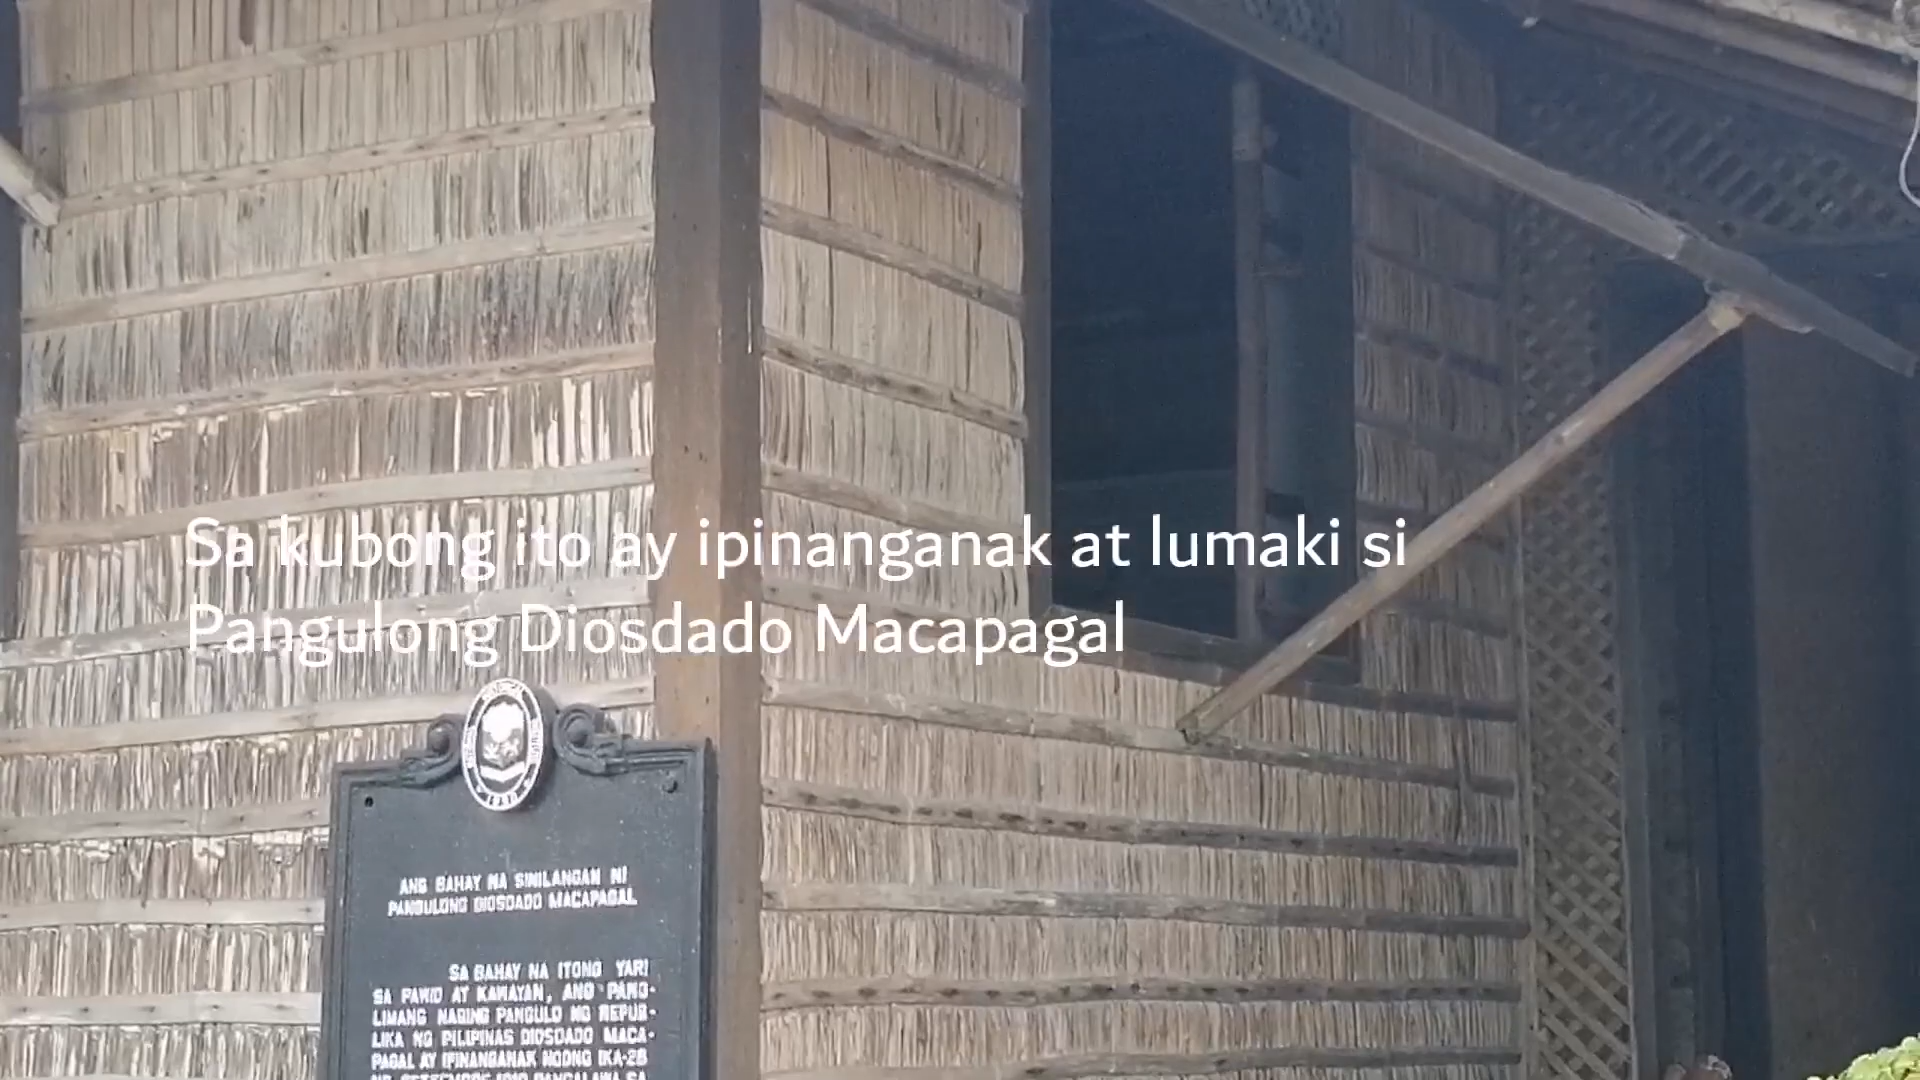 Sa kubong ito ay ipinanganak at lumaki si
Pangulong Diosdado Macapagal
ANG BAHAY NA SINILANGAN NI
PANGULONG DIOSDADO MACAPAGAL
SA BAHAY NA ITONG YARI
SA PAWID AT KAWAYAN, ANG PANG-
LIMANG NAGING PANGULO NG REPUB-
LIKA NG PILIPINAS DIOSDADO MACA-
PAGAL AY IPINANGANAK NOONG IKA-28